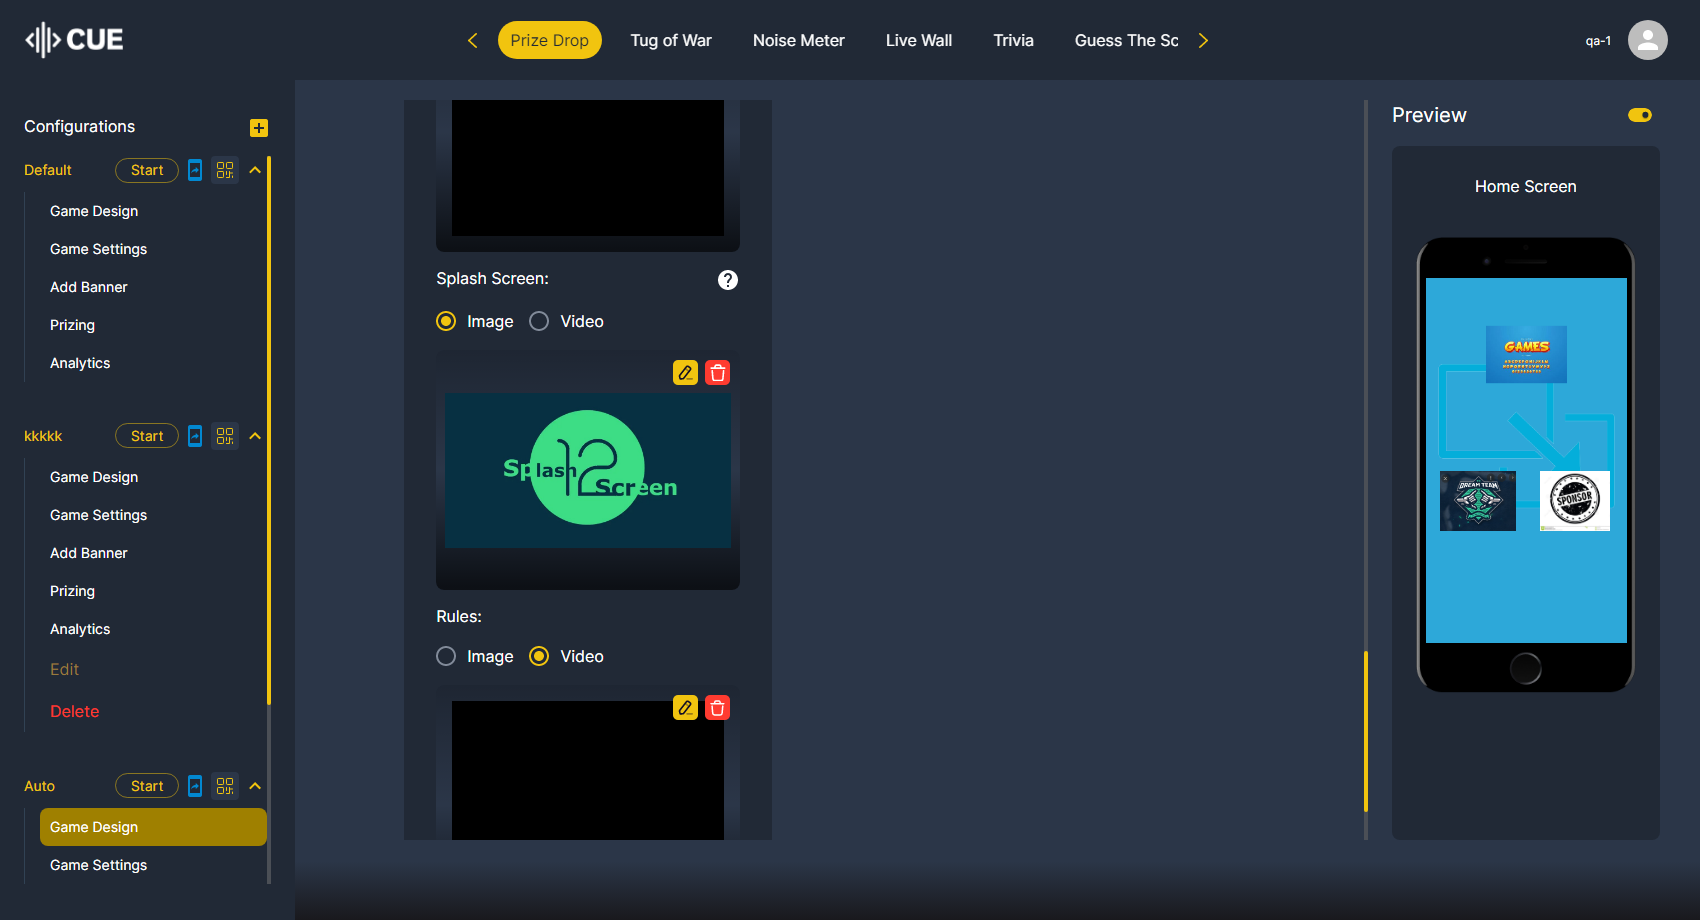 CUE
Prize Drop
Tug of War
Noise Meter
Live Wall
Trivia
Guess The Sc
qa-1
Configurations
Default
Start
Game Design
Game Settings
Add Banner
Prizing
Analytics
kkkkk
Start
Game Design
Game Settings
Add Banner
Prizing
Analytics
Edit
Delete
Auto
Start
Game Design
Game Settings
Splash Screen:
?
Image
Video
Splash 12
Screen
Rules:
Image
Video
Preview
Home Screen
GAMES
DREAM TEAM
SPONSOR